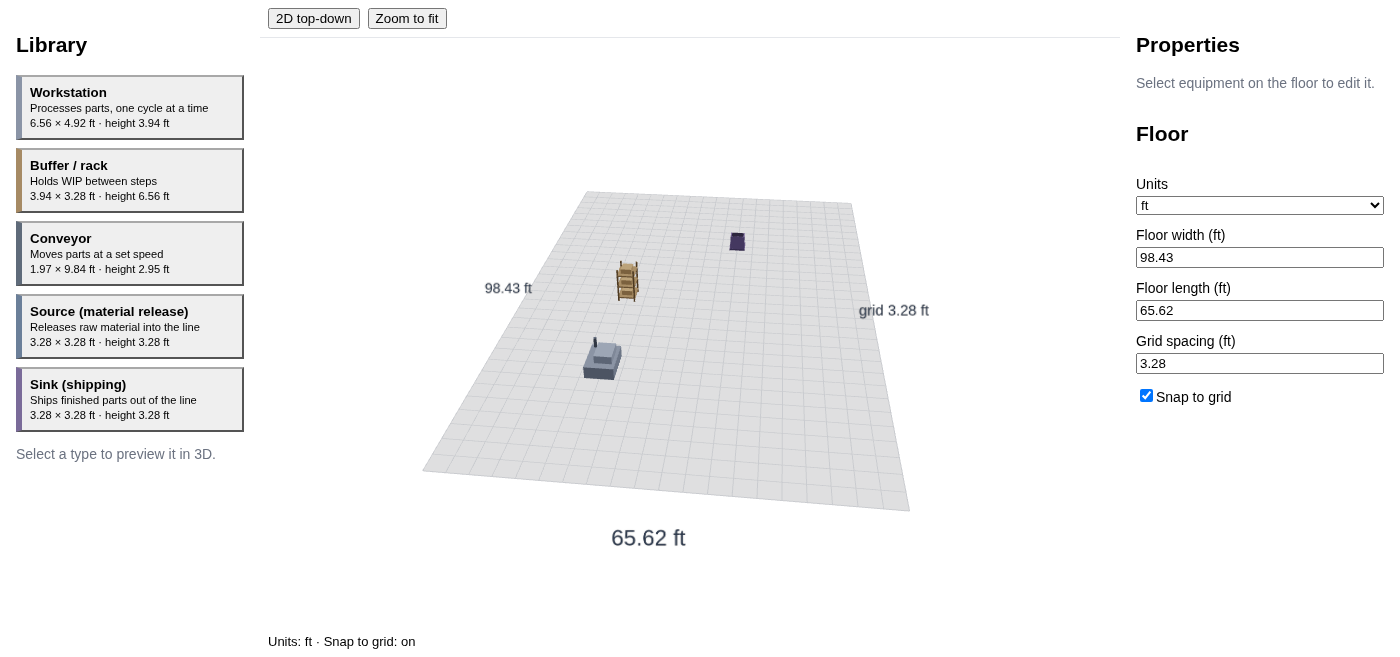 2D top-down
Zoom to fit
Library
Workstation
Processes parts, one cycle at a time
6.56 × 4.92 ft · height 3.94 ft
Buffer / rack
Holds WIP between steps
3.94 × 3.28 ft · height 6.56 ft
Conveyor
Moves parts at a set speed
1.97 × 9.84 ft · height 2.95 ft
Source (material release)
Releases raw material into the line
3.28 × 3.28 ft · height 3.28 ft
Sink (shipping)
Ships finished parts out of the line
3.28 × 3.28 ft · height 3.28 ft
Select a type to preview it in 3D.
98.43 ft
grid 3.28 ft
65.62 ft
Units: ft · Snap to grid: on
Properties
Select equipment on the floor to edit it.
Floor
Units
ft
Floor width (ft)
98.43
Floor length (ft)
65.62
Grid spacing (ft)
3.28
Snap to grid